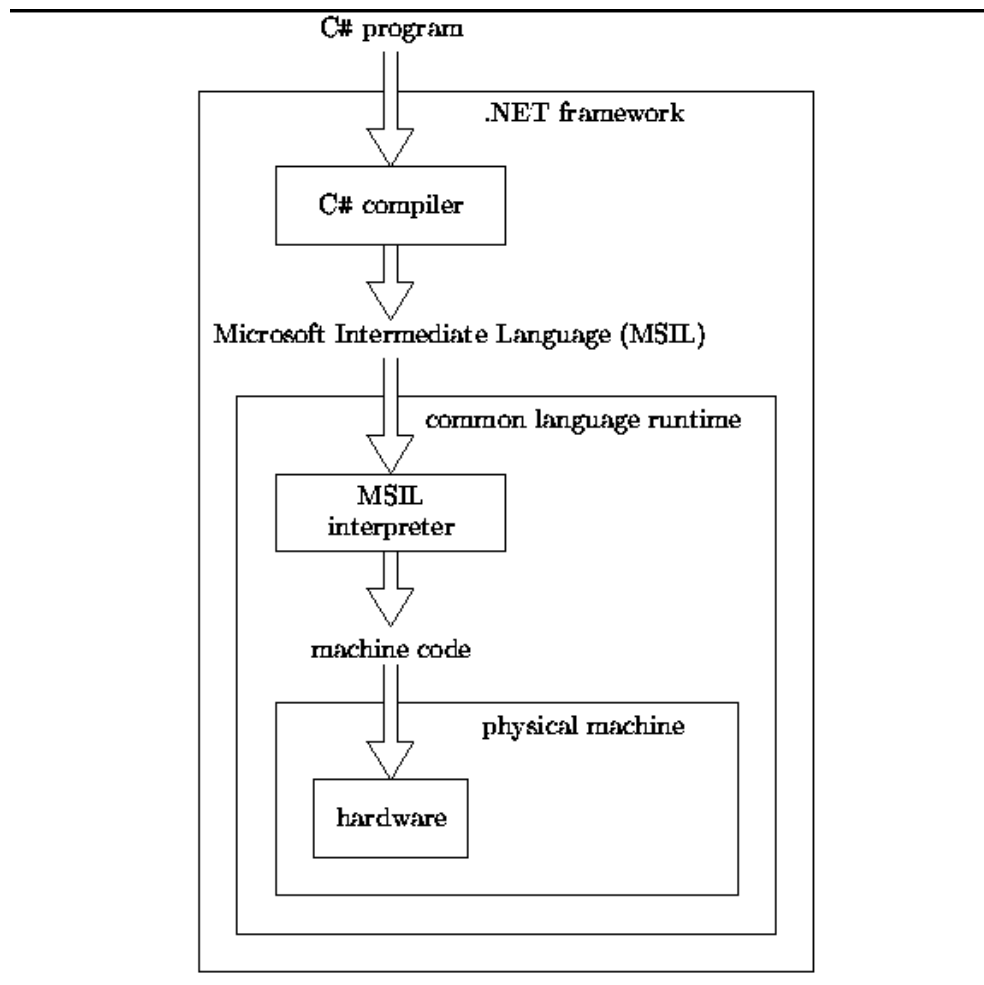 C# program
.NET framework
C# compiler
Microsoft Intermediate Language (MSIL)
common language runtime
MSIL
interpreter
machine code
physical machine
hardware